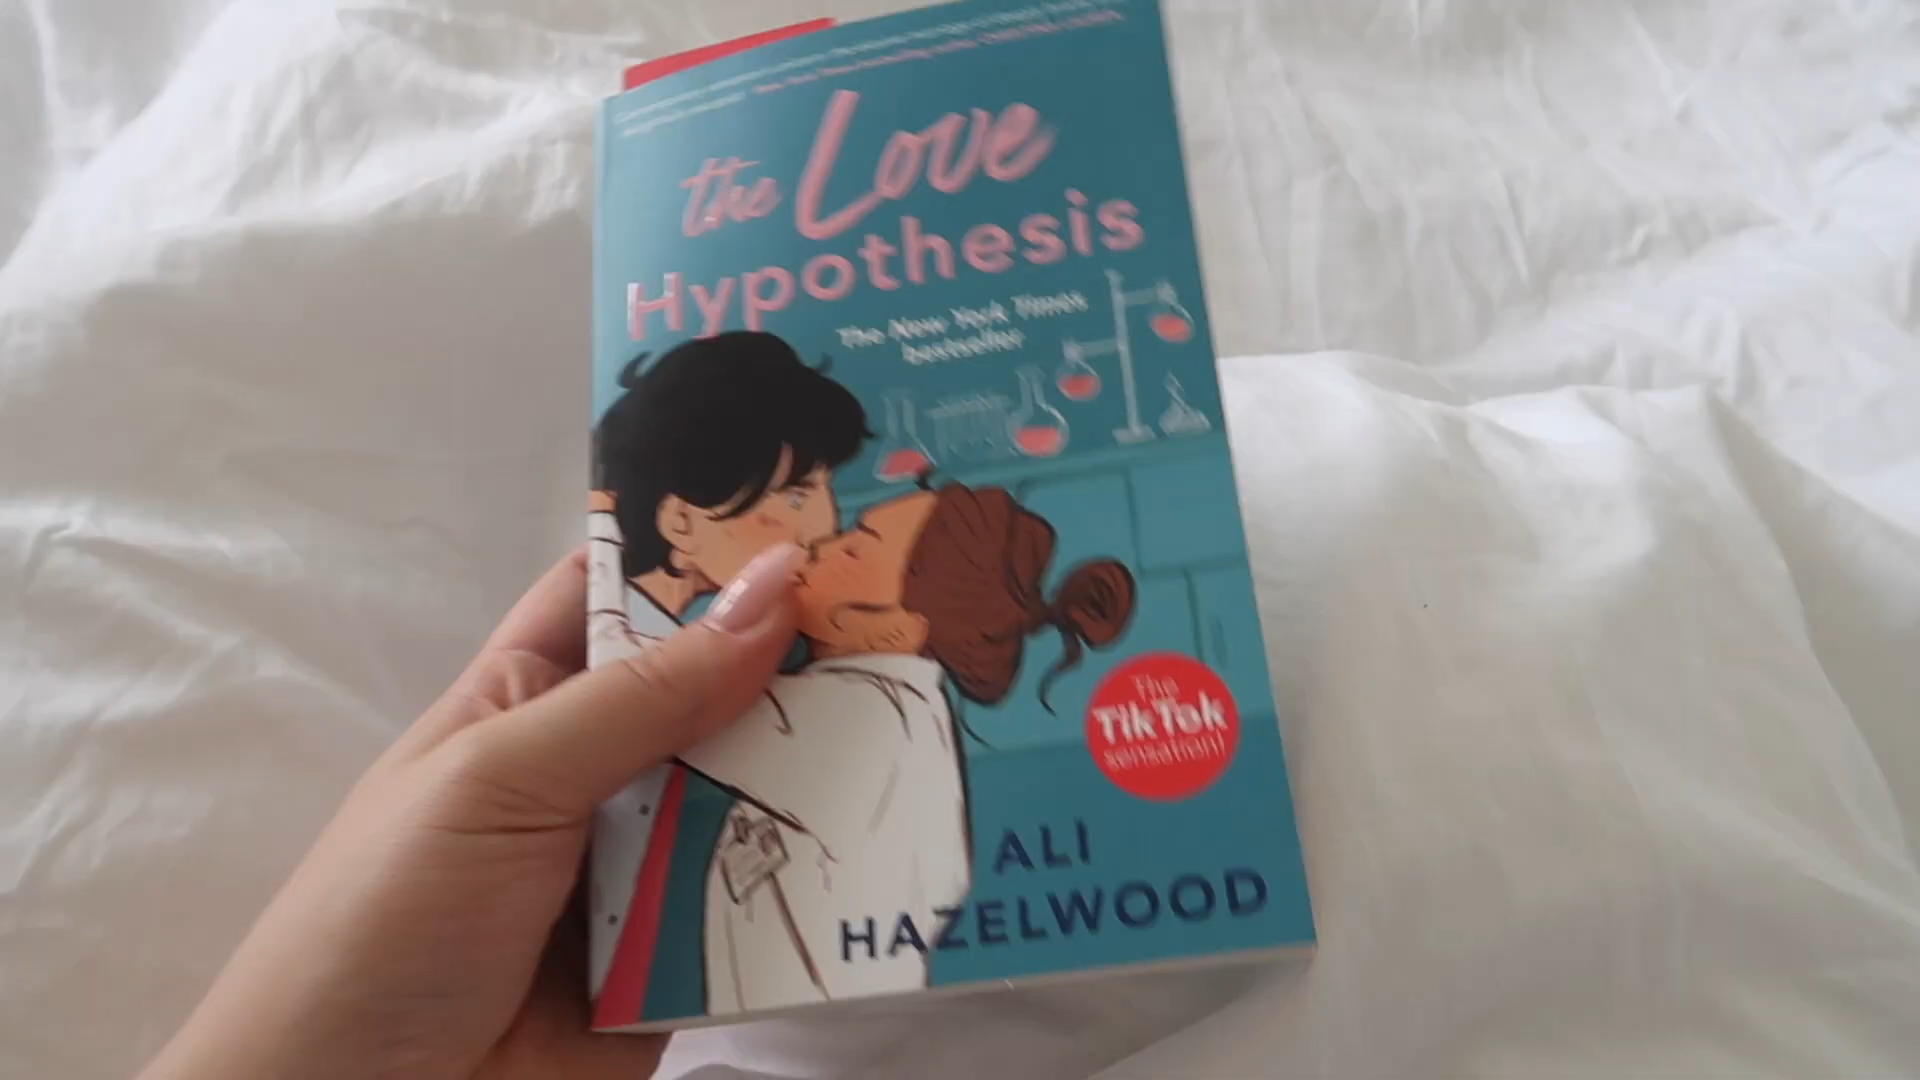 the Love
Hypothesis
The New York Times
bestseller
The
TikTok
sensation!
ALI
HAZELWOOD